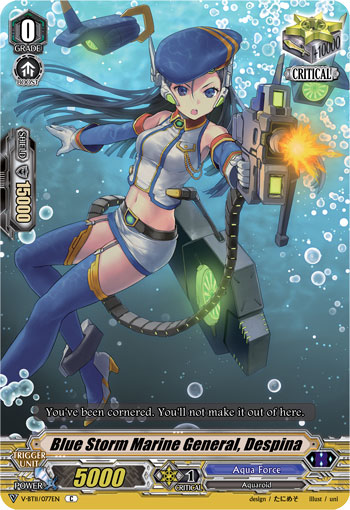 0
GRADE
BOOST
+10000
CRITICAL
SHIELD 15000
You've been cornered. You'll not make it out of here.
Blue Storm Marine General, Despina
TRIGGER
UNIT
POWER
5000
1
CRITICAL
Aqua Force
Aquaroid
V-BT11/077EN C design / たにめそ illust / uni